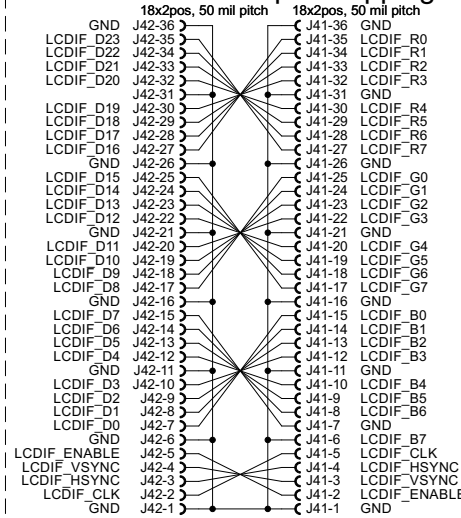 18x2pos, 50 mil pitch 18x2pos, 50 mil pitch
GND J42-36 J41-36 GND
LCDIF_D23 J42-35 J41-35 LCDIF_R0
LCDIF_D22 J42-34 J41-34 LCDIF_R1
LCDIF_D21 J42-33 J41-33 LCDIF_R2
LCDIF_D20 J42-32 J41-32 LCDIF_R3
J42-31 J41-31 GND
LCDIF_D19 J42-30 J41-30 LCDIF_R4
LCDIF_D18 J42-29 J41-29 LCDIF_R5
LCDIF_D17 J42-28 J41-28 LCDIF_R6
LCDIF_D16 J42-27 J41-27 LCDIF_R7
GND J42-26 J41-26 GND
LCDIF_D15 J42-25 J41-25 LCDIF_G0
LCDIF_D14 J42-24 J41-24 LCDIF_G1
LCDIF_D13 J42-23 J41-23 LCDIF_G2
LCDIF_D12 J42-22 J41-22 LCDIF_G3
GND J42-21 J41-21 GND
LCDIF_D11 J42-20 J41-20 LCDIF_G4
LCDIF_D10 J42-19 J41-19 LCDIF_G5
LCDIF_D9 J42-18 J41-18 LCDIF_G6
LCDIF_D8 J42-17 J41-17 LCDIF_G7
GND J42-16 J41-16 GND
LCDIF_D7 J42-15 J41-15 LCDIF_B0
LCDIF_D6 J42-14 J41-14 LCDIF_B1
LCDIF_D5 J42-13 J41-13 LCDIF_B2
LCDIF_D4 J42-12 J41-12 LCDIF_B3
GND J42-11 J41-11 GND
LCDIF_D3 J42-10 J41-10 LCDIF_B4
LCDIF_D2 J42-9 J41-9 LCDIF_B5
LCDIF_D1 J42-8 J41-8 LCDIF_B6
LCDIF_D0 J42-7 J41-7 GND
GND J42-6 J41-6 LCDIF_B7
LCDIF_ENABLE J42-5 J41-5 LCDIF_CLK
LCDIF_VSYNC J42-4 J41-4 LCDIF_HSYNC
LCDIF_HSYNC J42-3 J41-3 LCDIF_VSYNC
LCDIF_CLK J42-2 J41-2 LCDIF_ENABLE
GND J42-1 J41-1 GND